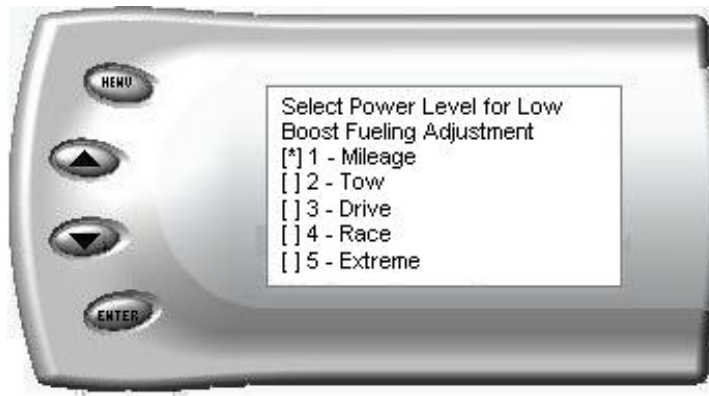 MENU
Select Power Level for Low
Boost Fueling Adjustment
[*] 1 - Mileage
[ ] 2 - Tow
[ ] 3 - Drive
[ ] 4 - Race
[ ] 5 - Extreme
ENTER